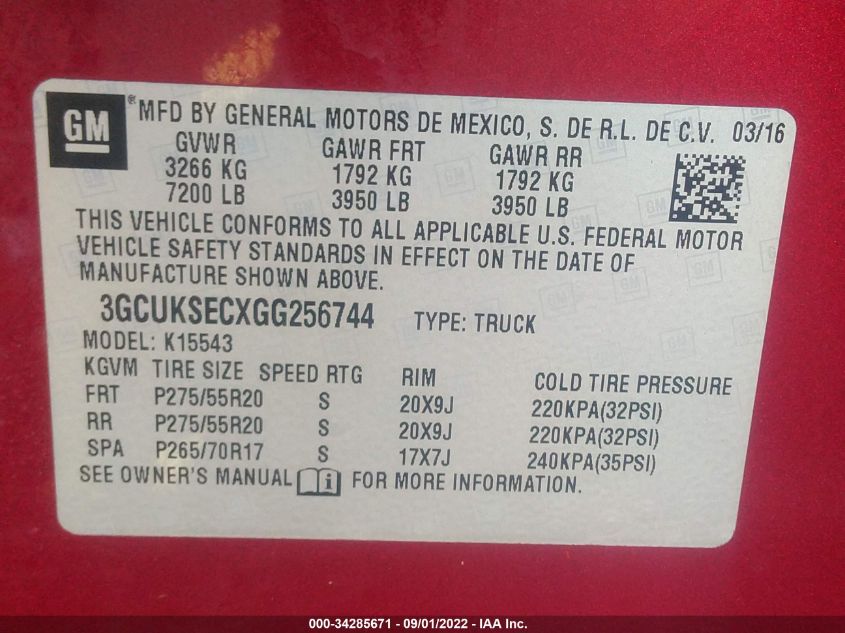 GM ® MFD BY GENERAL MOTORS DE MEXICO, S. DE R.L. DE C.V. 03/16
GVWR GAWR FRT GAWR RR
3266 KG 1792 KG 1792 KG
7200 LB 3950 LB 3950 LB
THIS VEHICLE CONFORMS TO ALL APPLICABLE U.S. FEDERAL MOTOR
VEHICLE SAFETY STANDARDS IN EFFECT ON THE DATE OF
MANUFACTURE SHOWN ABOVE.
3GCUKSECXGG256744 TYPE: TRUCK
MODEL: K15543
KGVM TIRE SIZE SPEED RTG RIM COLD TIRE PRESSURE
FRT P275/55R20 S 20X9J 220KPA(32PSI)
RR P275/55R20 S 20X9J 220KPA(32PSI)
SPA P265/70R17 S 17X7J 240KPA(35PSI)
SEE OWNER'S MANUAL i FOR MORE INFORMATION.
000-34285671 - 09/01/2022 - IAA Inc.